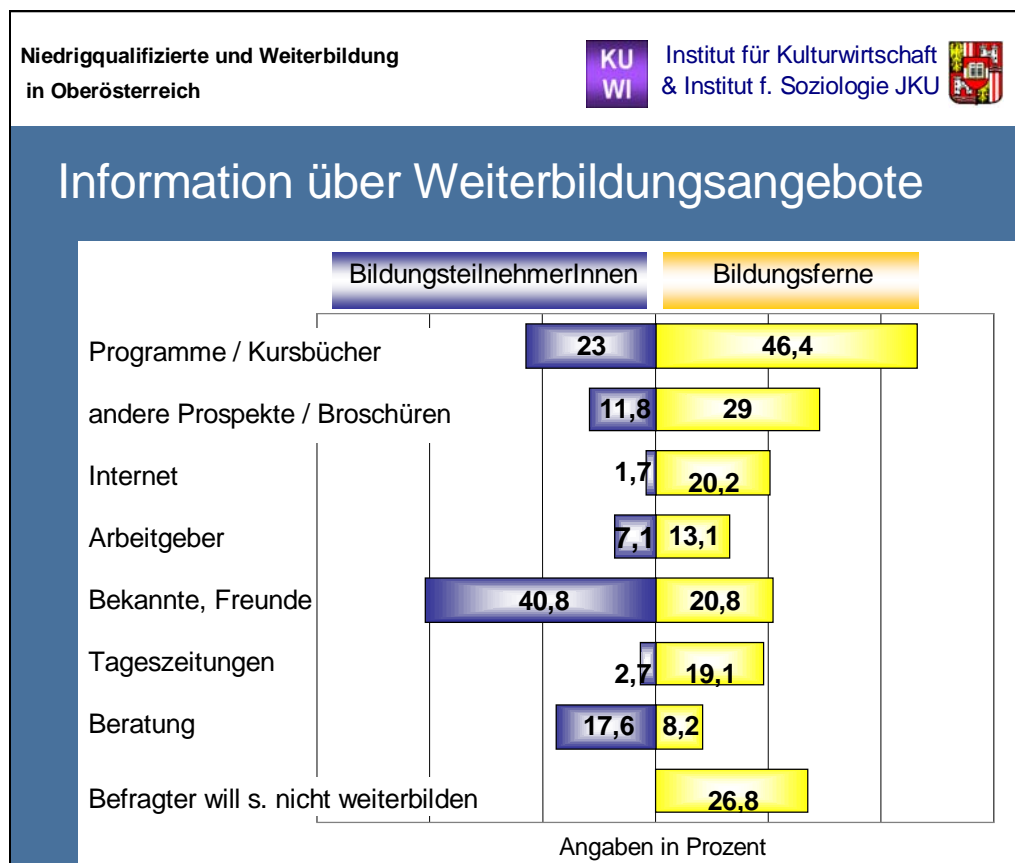 Niedrigqualifizierte und Weiterbildung
in Oberösterreich
KU
WI
Institut für Kulturwirtschaft
& Institut f. Soziologie JKU
Information über Weiterbildungsangebote
BildungsteilnehmerInnen Bildungsferne
Programme / Kursbücher 23 46,4
andere Prospekte / Broschüren 11,8 29
Internet 1,7 20,2
Arbeitgeber 7,1 13,1
Bekannte, Freunde 40,8 20,8
Tageszeitungen 2,7 19,1
Beratung 17,6 8,2
Befragter will s. nicht weiterbilden 26,8
Angaben in Prozent